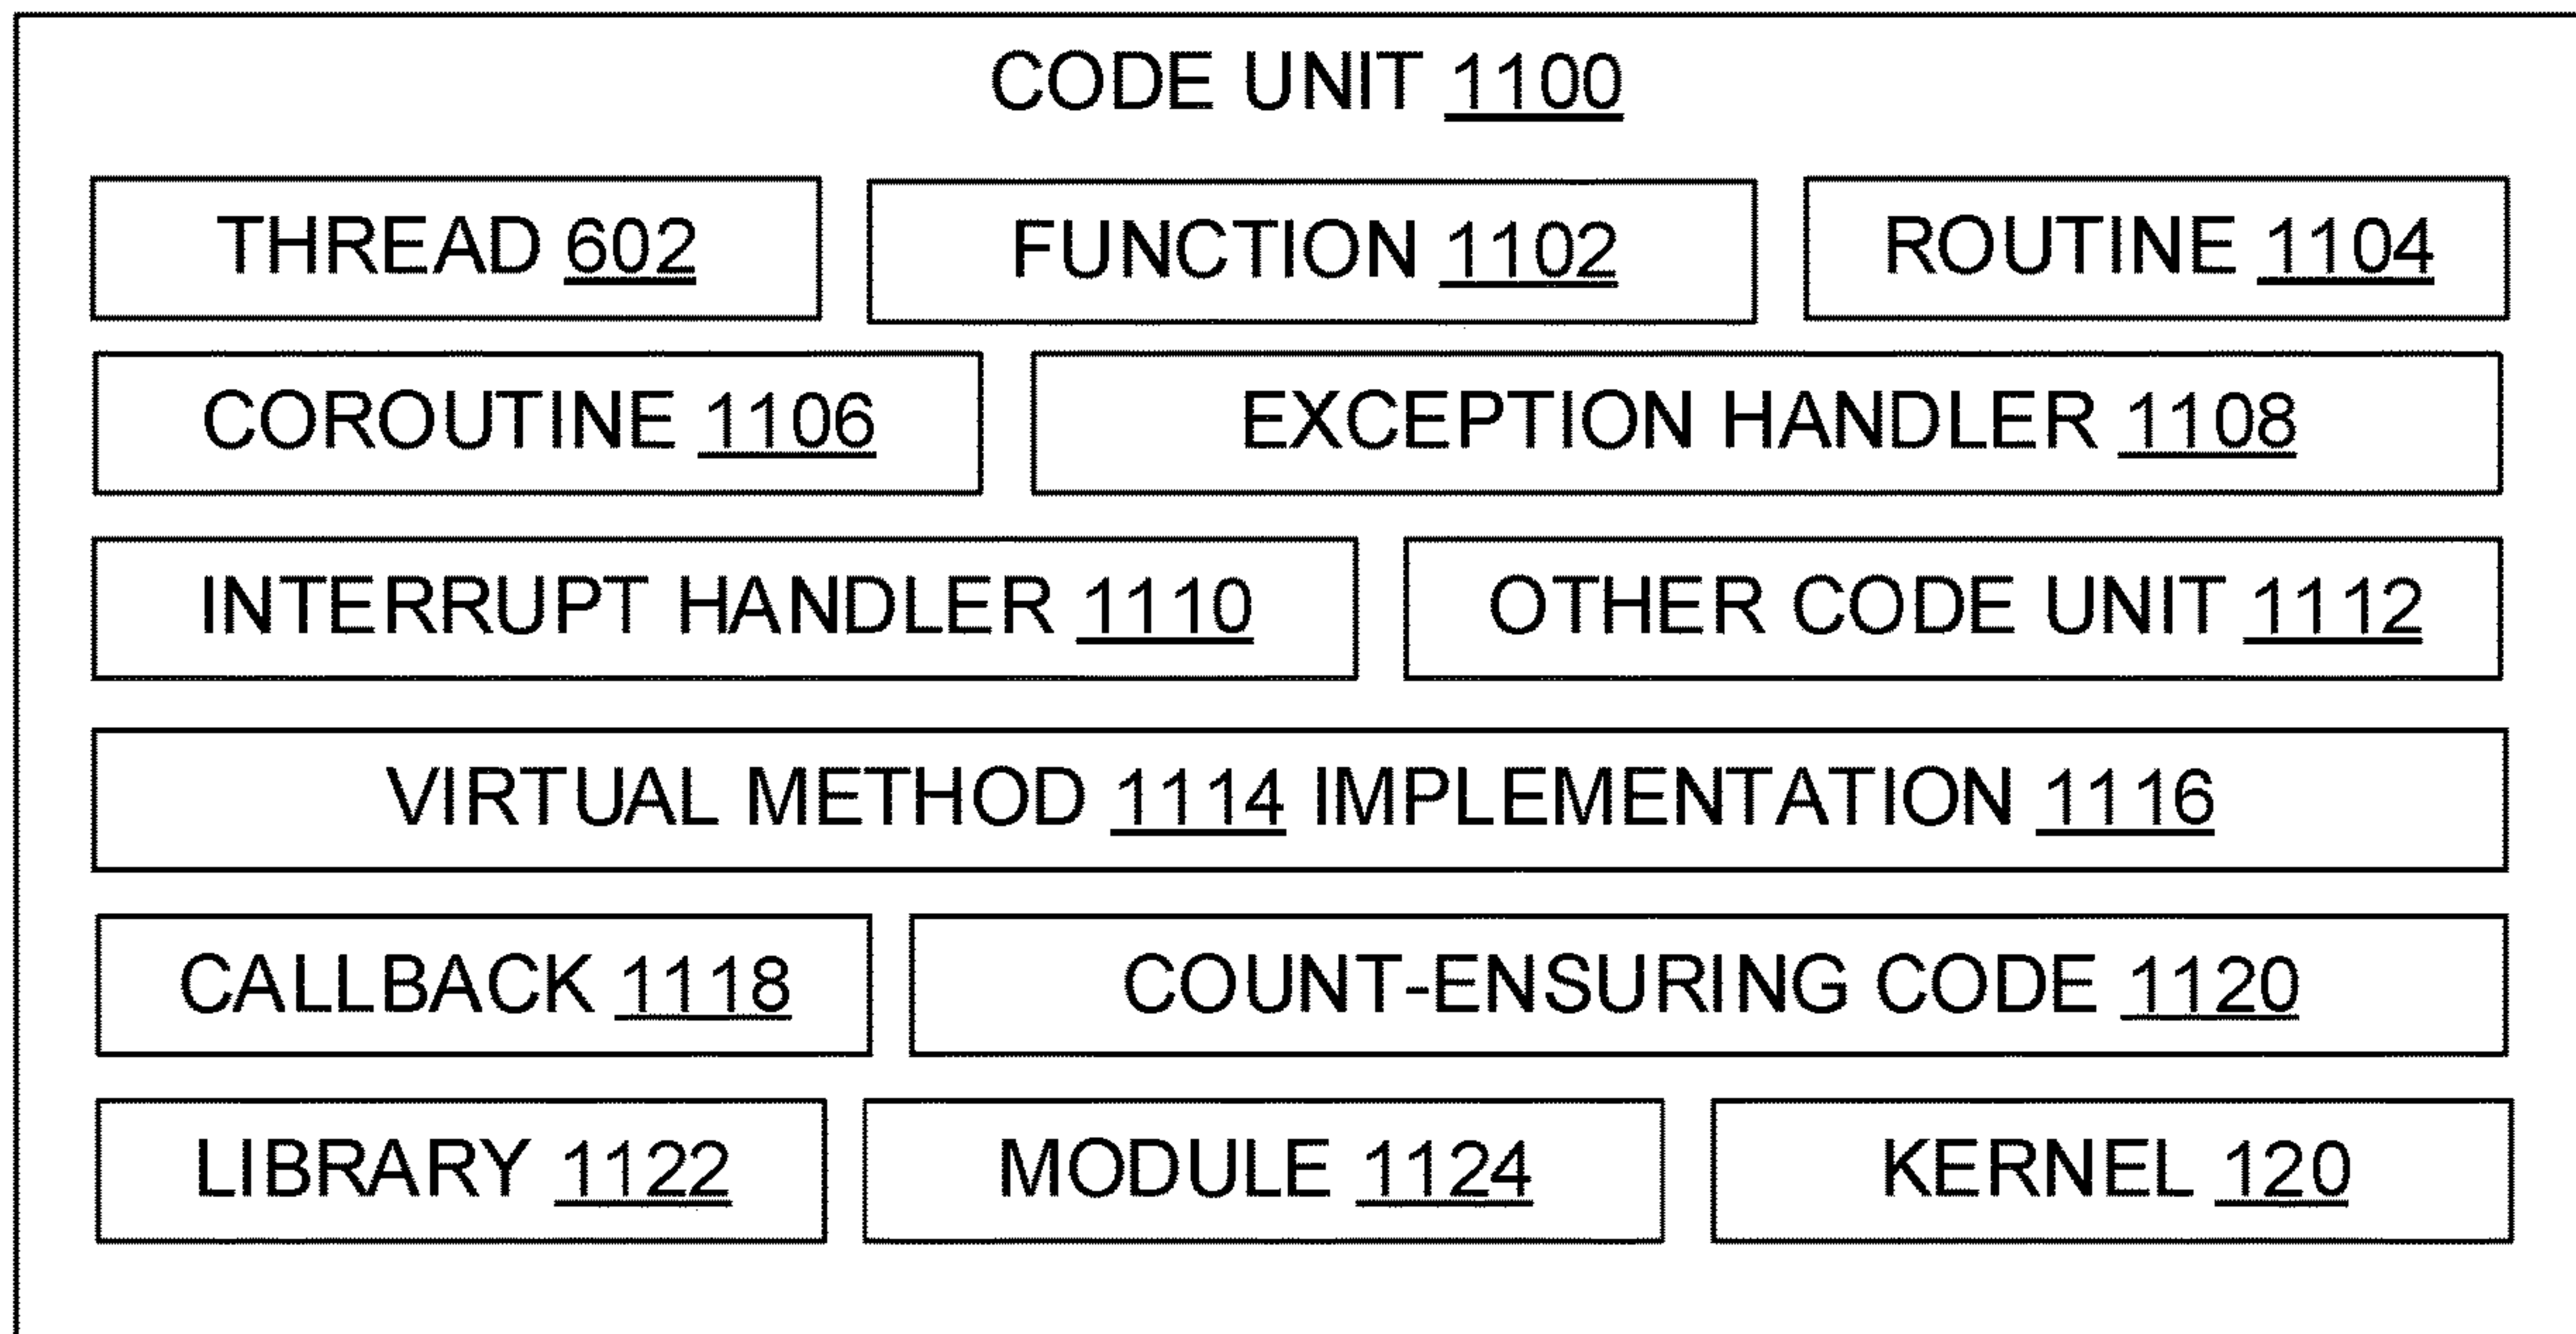 CODE UNIT 1100
THREAD 602 FUNCTION 1102 ROUTINE 1104
COROUTINE 1106 EXCEPTION HANDLER 1108
INTERRUPT HANDLER 1110 OTHER CODE UNIT 1112
VIRTUAL METHOD 1114 IMPLEMENTATION 1116
CALLBACK 1118 COUNT-ENSURING CODE 1120
LIBRARY 1122 MODULE 1124 KERNEL 120